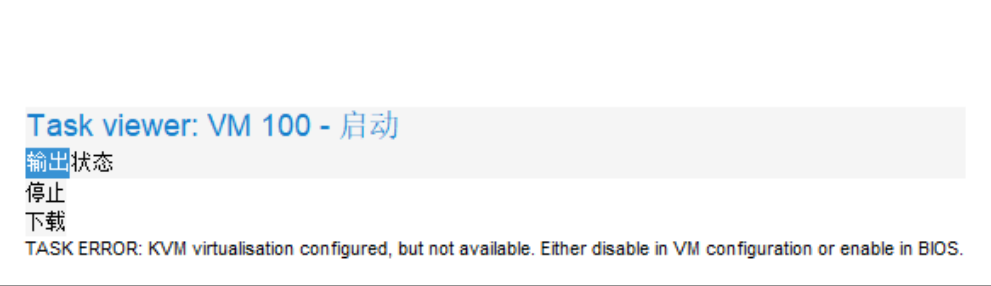 Task viewer: VM 100 - 启动
输出状态
停止
下载
TASK ERROR: KVM virtualisation configured, but not available. Either disable in VM configuration or enable in BIOS.